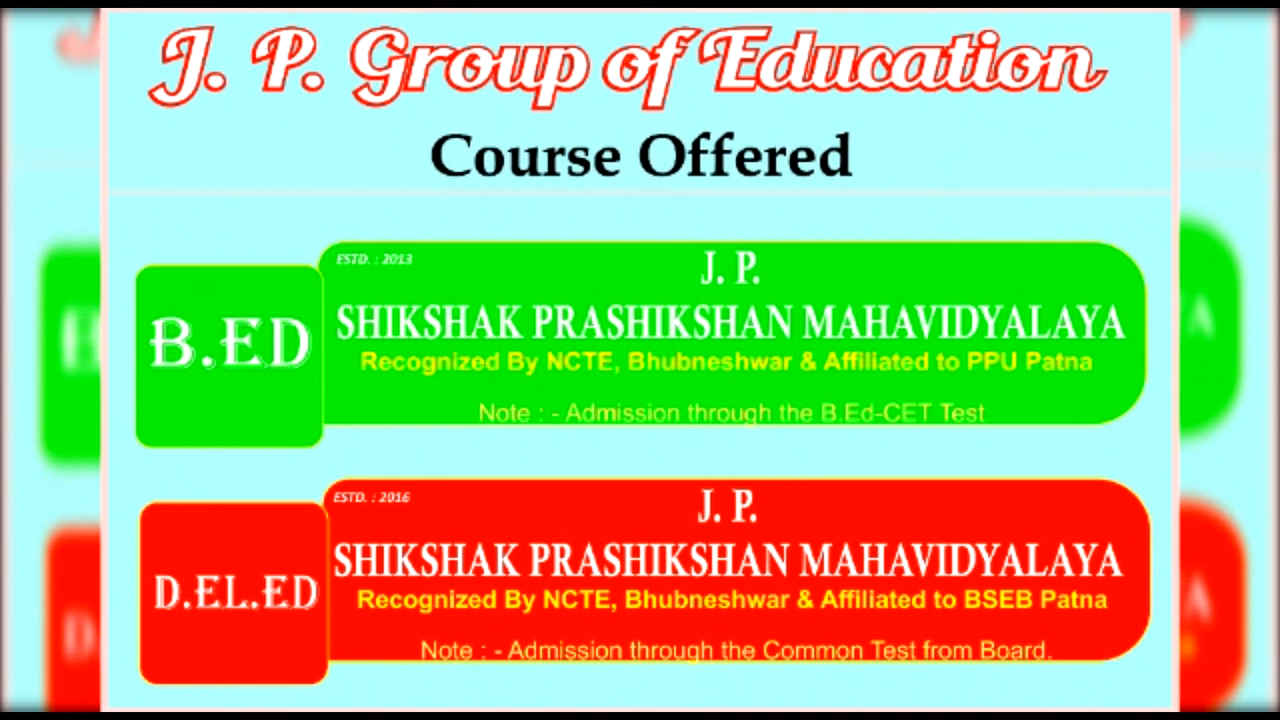 J. P. Group of Education
Course Offered
ESTD. : 2013
J. P.
B.ED
SHIKSHAK PRASHIKSHAN MAHAVIDYALAYA
Recognized By NCTE, Bhubneshwar & Affiliated to PPU Patna
Note : - Admission through the B.Ed-CET Test
ESTD. : 2016
J. P.
D.EL.ED
SHIKSHAK PRASHIKSHAN MAHAVIDYALAYA
Recognized By NCTE, Bhubneshwar & Affiliated to BSEB Patna
Note : - Admission through the Common Test from Board.